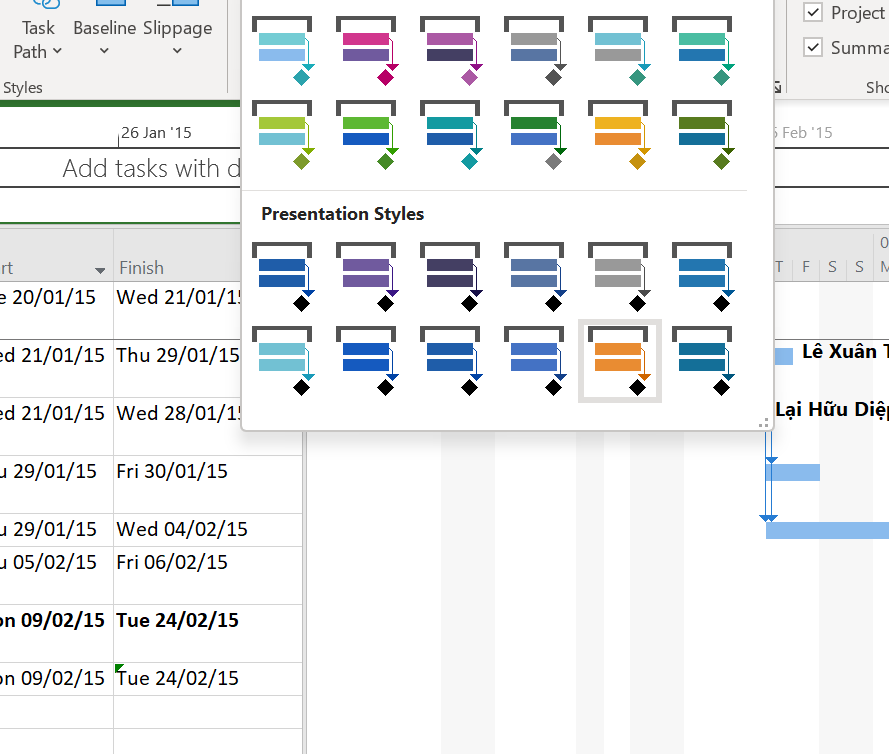 Task
Path
Baseline
Slippage
Project
Summa
Styles
Sho
26 Jan '15
Feb '15
Add tasks with d
Presentation Styles
rt
Finish
T F S S M
e 20/01/15 Wed 21/01/15
ed 21/01/15 Thu 29/01/15
Lê Xuân T
ed 21/01/15 Wed 28/01/15
Lại Hữu Diệp
u 29/01/15 Fri 30/01/15
u 29/01/15 Wed 04/02/15
u 05/02/15 Fri 06/02/15
on 09/02/15 Tue 24/02/15
on 09/02/15 Tue 24/02/15